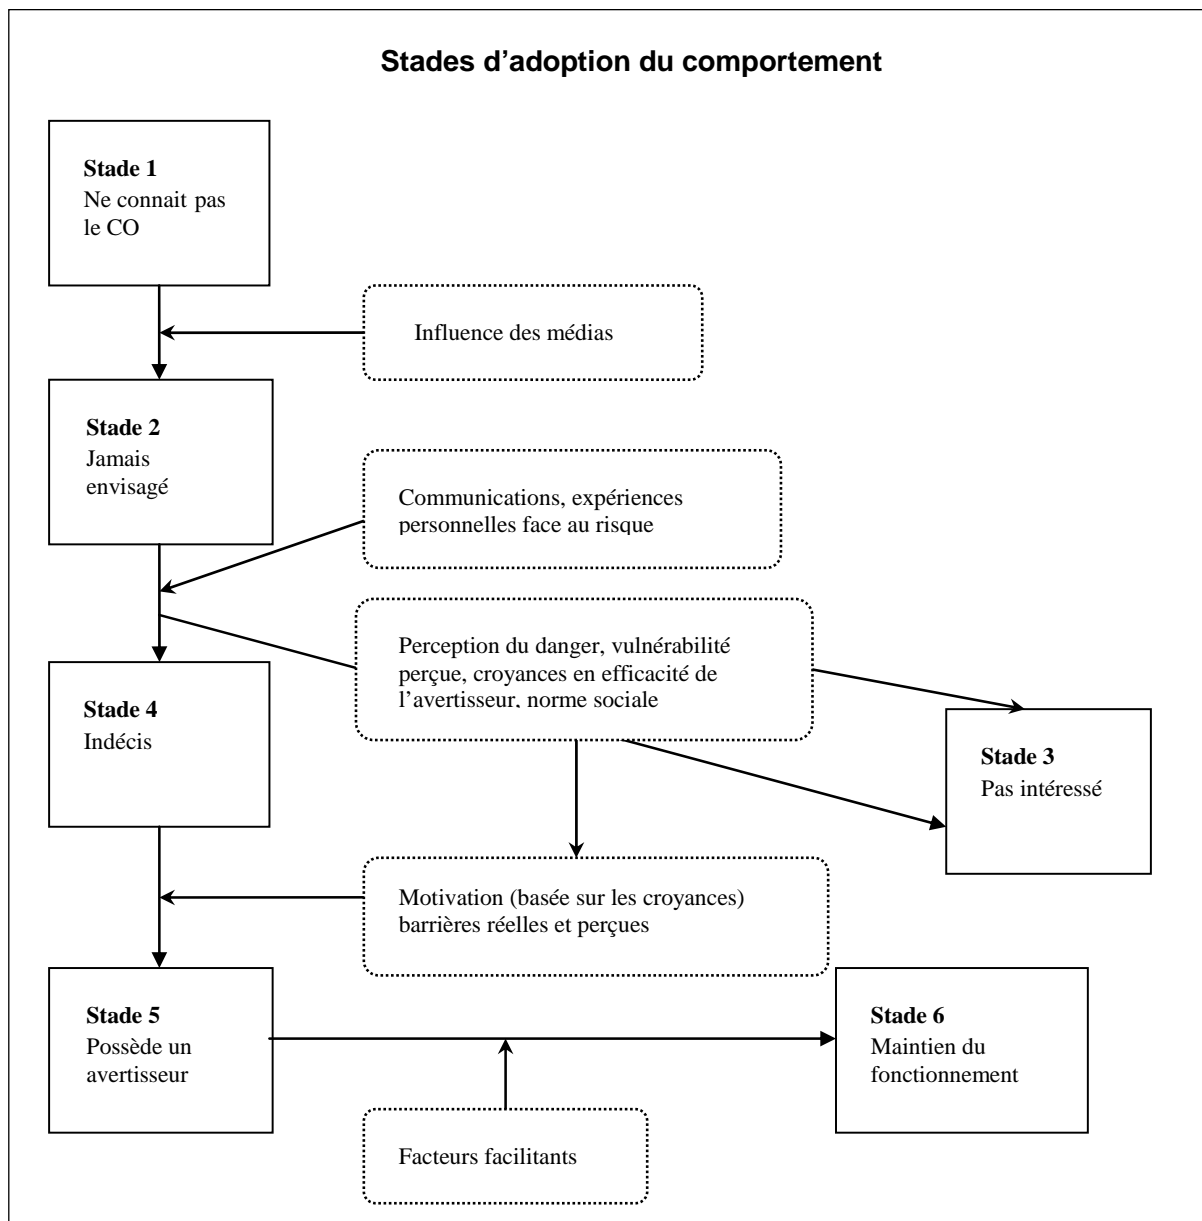 Stades d’adoption du comportement
Stade 1
Ne connait pas
le CO
Influence des médias
Stade 2
Jamais
envisagé
Communications, expériences
personnelles face au risque
Perception du danger, vulnérabilité
perçue, croyances en efficacité de
l’avertisseur, norme sociale
Stade 4
Indécis
Stade 3
Pas intéressé
Motivation (basée sur les croyances)
barrières réelles et perçues
Stade 5
Possède un
avertisseur
Stade 6
Maintien du
fonctionnement
Facteurs facilitants